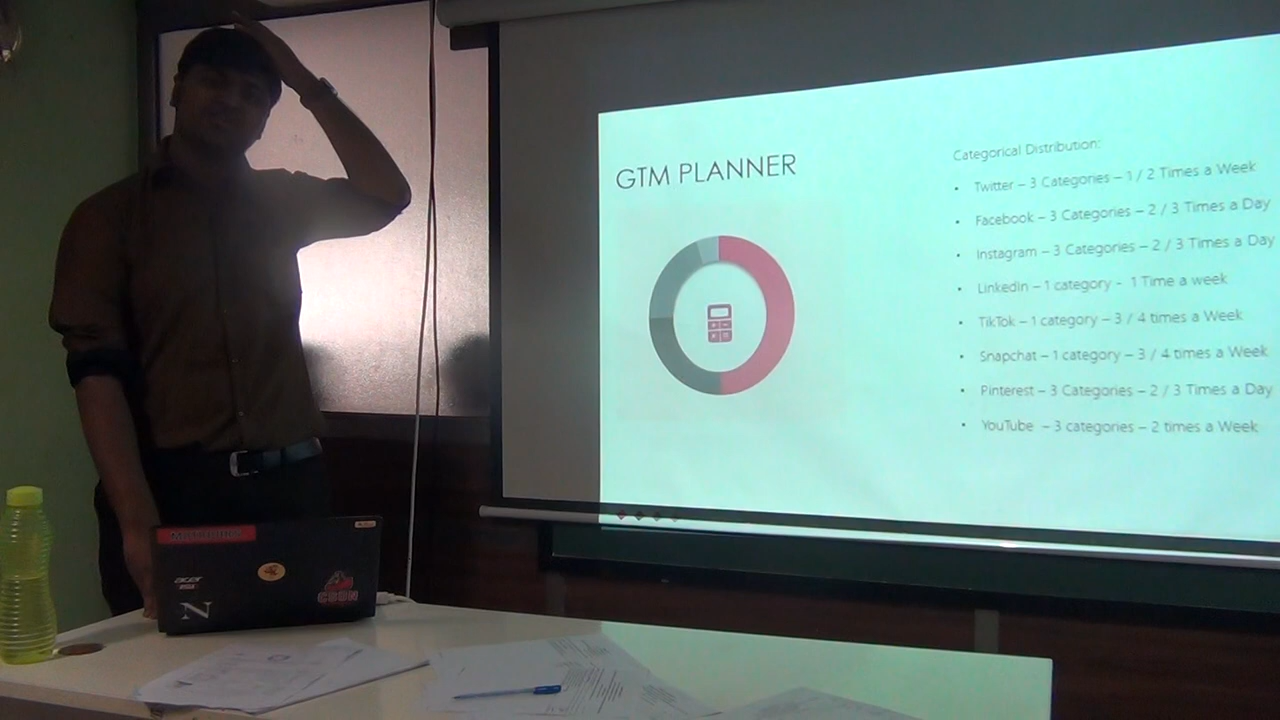 GTM PLANNER
Categorical Distribution:
• Twitter – 3 Categories – 1 / 2 Times a Week
• Facebook – 3 Categories – 2 / 3 Times a Day
• Instagram – 3 Categories – 2 / 3 Times a Day
• LinkedIn – 1 category - 1 Time a week
• TikTok – 1 category – 3 / 4 times a Week
• Snapchat – 1 category – 3 / 4 times a Week
• Pinterest – 3 Categories – 2 / 3 Times a Day
• YouTube – 3 categories – 2 times a Week
acer
N